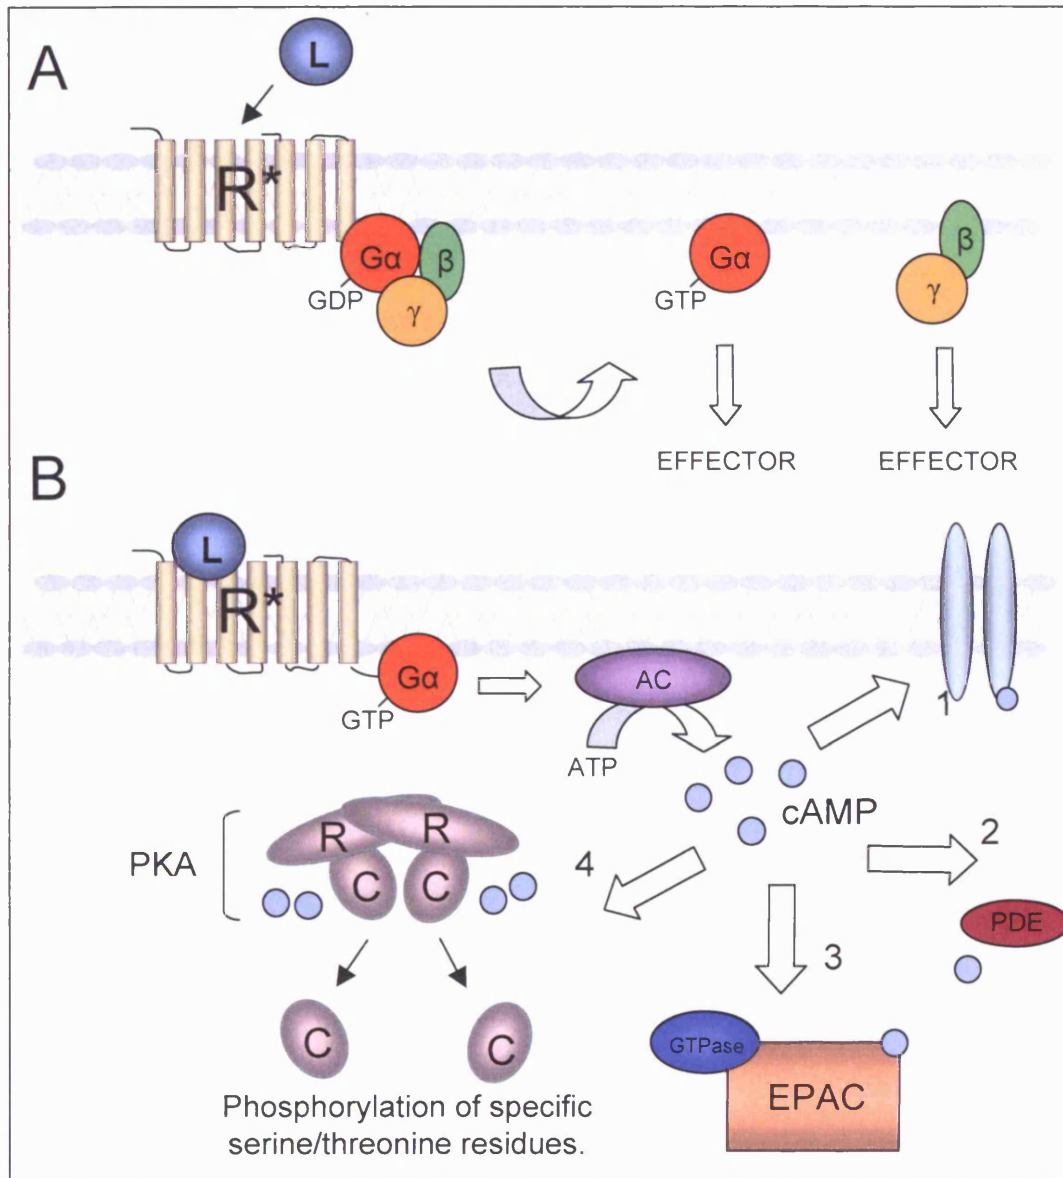 A
L
R*
Gα
β
γ
GDP
Gα
GTP
β
γ
EFFECTOR
EFFECTOR
B
L
R*
Gα
GTP
AC
ATP
cAMP
1
2
PDE
3
GTPase
EPAC
4
PKA
R
R
C
C
C
C
Phosphorylation of specific
serine/threonine residues.